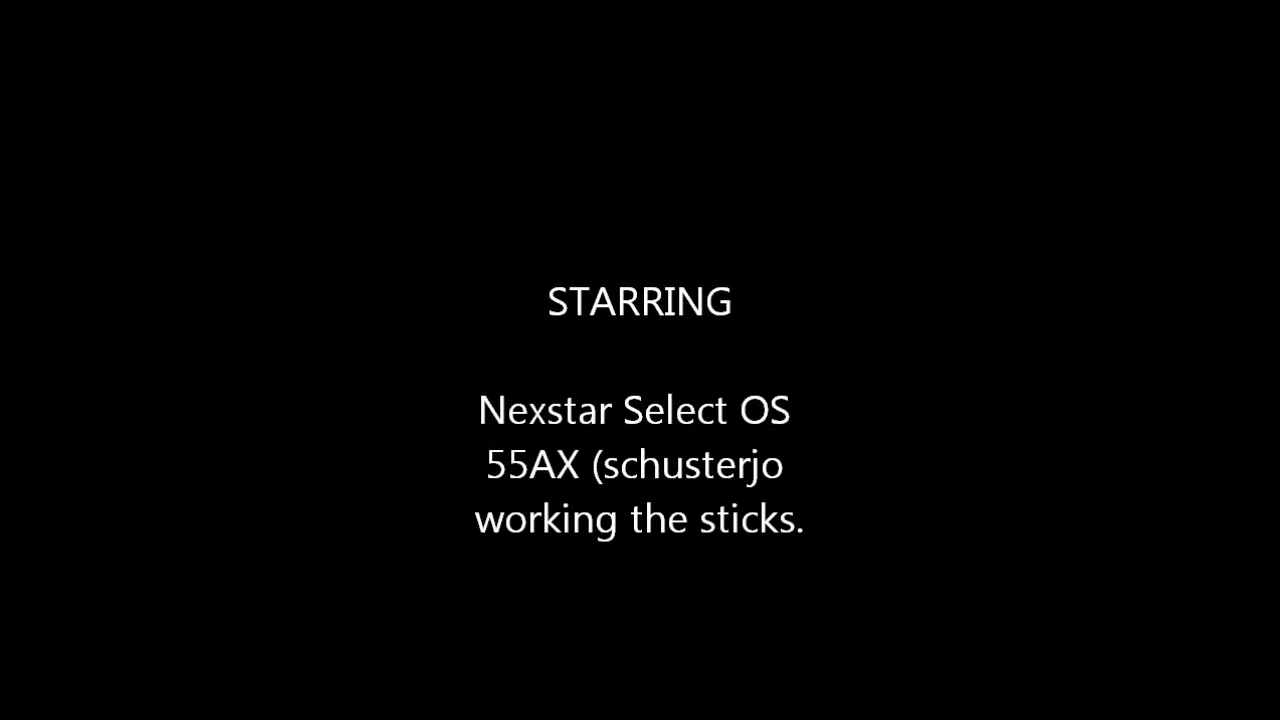 STARRING
Nexstar Select OS
55AX (schusterjo
working the sticks.